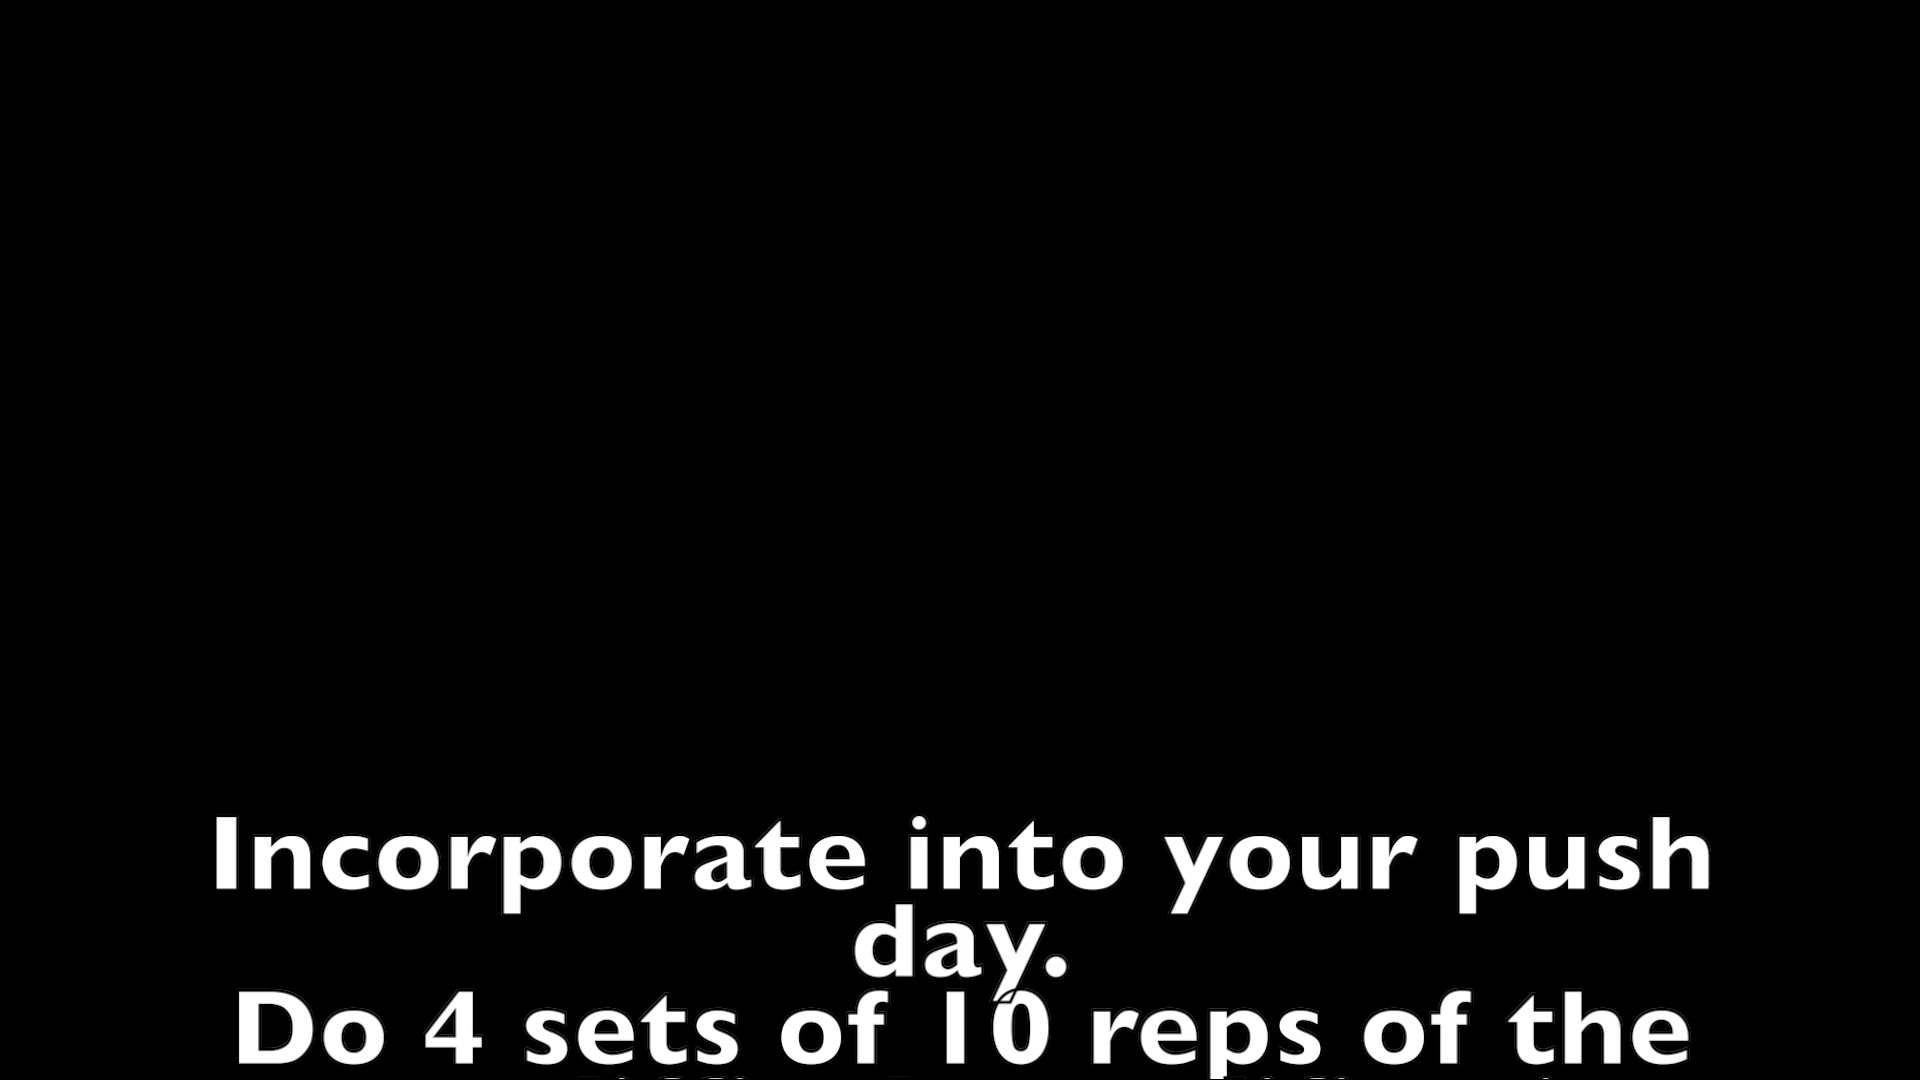 Incorporate into your push
day.
Do 4 sets of 10 reps of the